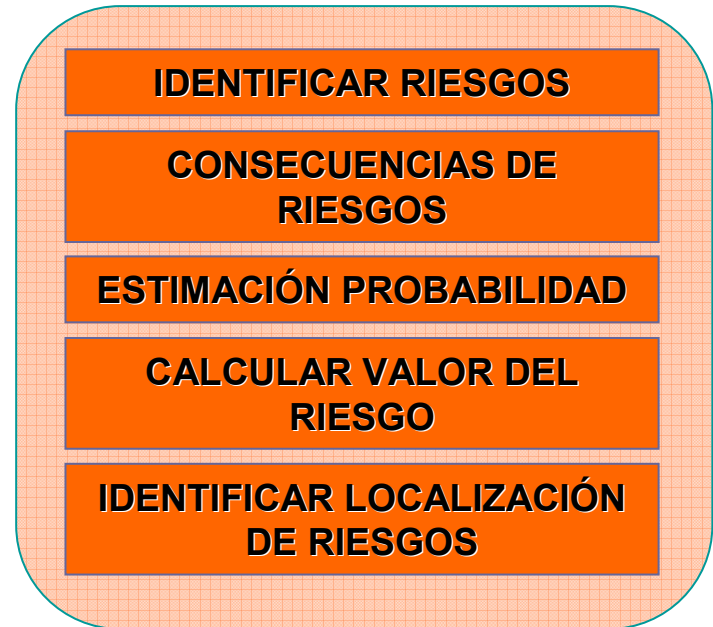 IDENTIFICAR RIESGOS
CONSECUENCIAS DE
RIESGOS
ESTIMACIÓN PROBABILIDAD
CALCULAR VALOR DEL
RIESGO
IDENTIFICAR LOCALIZACIÓN
DE RIESGOS